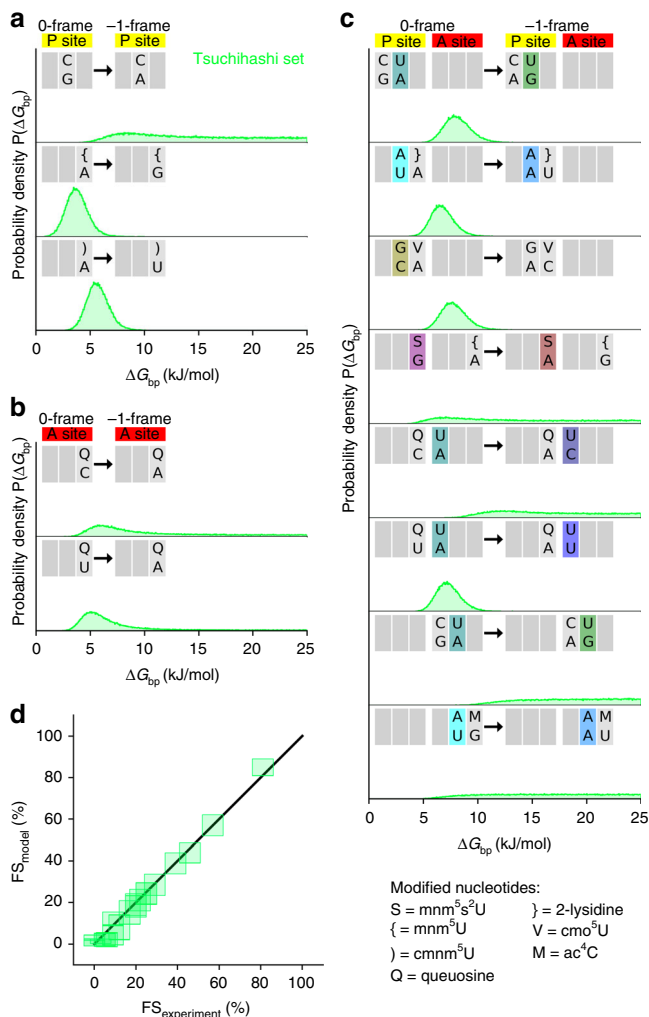 a
0-frame −1-frame
P site P site
Tsuchihashi set
C C
G A
{ {
A G
) )
A U
Probability density P(ΔGbp)
0 5 10 15 20 25
ΔGbp (kJ/mol)
b
0-frame −1-frame
A site A site
Q Q
C A
Q Q
U A
Probability density P(ΔGbp)
0 5 10 15 20 25
ΔGbp (kJ/mol)
c
0-frame −1-frame
P site A site P site A site
C U C U
G A A G
A } A }
U A A U
G V G V
C A A C
S { S {
G A A G
Q U Q U
C A A C
Q U Q U
U A A U
C U C U
G A A G
A M A M
U G A U
Probability density P(ΔGbp)
0 5 10 15 20 25
ΔGbp (kJ/mol)
d
100
80
60
40
20
0
FSmodel (%)
0 20 40 60 80 100
FSexperiment (%)
Modified nucleotides:
S = mnm⁵s²U } = 2-lysidine
{ = mnm⁵U V = cmo⁵U
) = cmnm⁵U M = ac⁴C
Q = queuosine